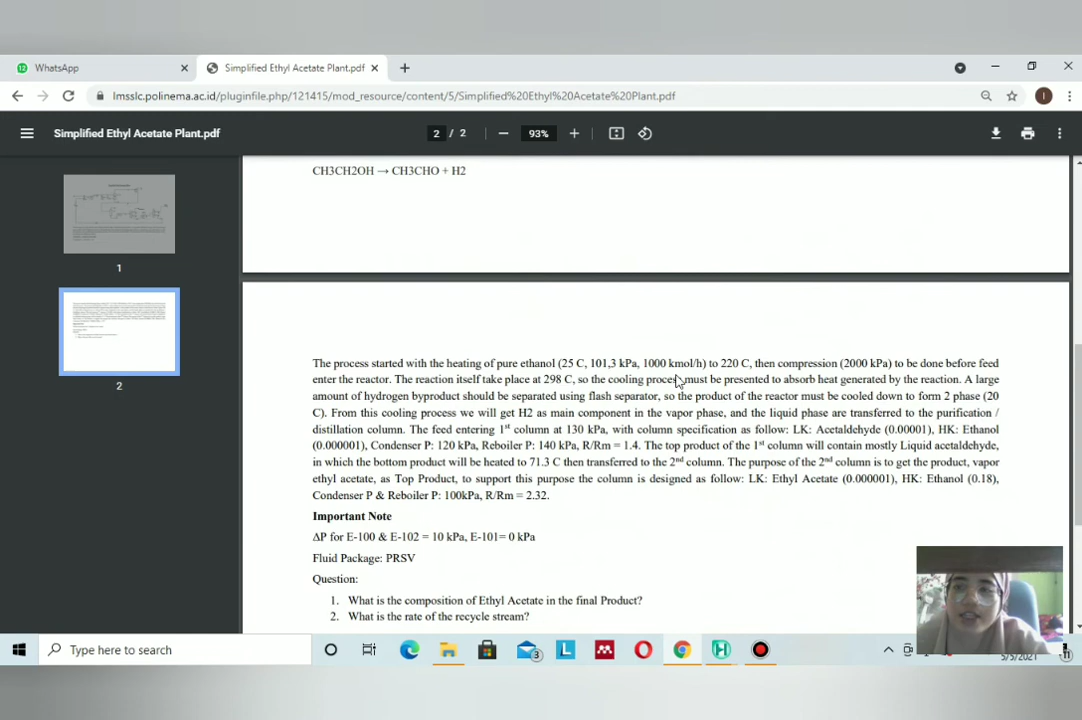 WhatsApp
Simplified Ethyl Acetate Plant.pdf
lmsslc.polinema.ac.id/pluginfile.php/121415/mod_resource/content/5/Simplified%20Ethyl%20Acetate%20Plant.pdf
I
Simplified Ethyl Acetate Plant.pdf
2 / 2
93%
1
2
CH3CH2OH → CH3CHO + H2
The process started with the heating of pure ethanol (25 C, 101,3 kPa, 1000 kmol/h) to 220 C, then compression (2000 kPa) to be done before feed
enter the reactor. The reaction itself take place at 298 C, so the cooling process must be presented to absorb heat generated by the reaction. A large
amount of hydrogen byproduct should be separated using flash separator, so the product of the reactor must be cooled down to form 2 phase (20
C). From this cooling process we will get H2 as main component in the vapor phase, and the liquid phase are transferred to the purification /
distillation column. The feed entering 1st column at 130 kPa, with column specification as follow: LK: Acetaldehyde (0.00001), HK: Ethanol
(0.000001), Condenser P: 120 kPa, Reboiler P: 140 kPa, R/Rm = 1.4. The top product of the 1st column will contain mostly Liquid acetaldehyde,
in which the bottom product will be heated to 71.3 C then transferred to the 2nd column. The purpose of the 2nd column is to get the product, vapor
ethyl acetate, as Top Product, to support this purpose the column is designed as follow: LK: Ethyl Acetate (0.000001), HK: Ethanol (0.18),
Condenser P & Reboiler P: 100kPa, R/Rm = 2.32.
Important Note
ΔP for E-100 & E-102 = 10 kPa, E-101= 0 kPa
Fluid Package: PRSV
Question:
1. What is the composition of Ethyl Acetate in the final Product?
2. What is the rate of the recycle stream?
Type here to search
3
5/5/2021